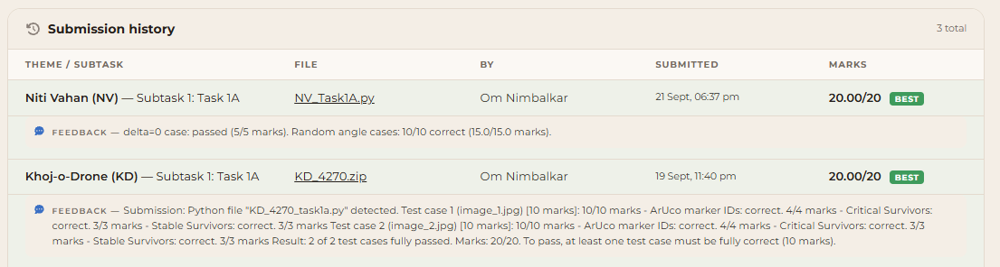 Submission history
3 total
THEME / SUBTASK FILE BY SUBMITTED MARKS
Niti Vahan (NV) — Subtask 1: Task 1A NV_Task1A.py Om Nimbalkar 21 Sept, 06:37 pm 20.00/20 BEST
FEEDBACK — delta=0 case: passed (5/5 marks). Random angle cases: 10/10 correct (15.0/15.0 marks).
Khoj-o-Drone (KD) — Subtask 1: Task 1A KD_4270.zip Om Nimbalkar 19 Sept, 11:40 pm 20.00/20 BEST
FEEDBACK — Submission: Python file "KD_4270_task1a.py" detected. Test case 1 (image_1.jpg) [10 marks]: 10/10 marks - ArUco marker IDs: correct. 4/4 marks - Critical Survivors:
correct. 3/3 marks - Stable Survivors: correct. 3/3 marks Test case 2 (image_2.jpg) [10 marks]: 10/10 marks - ArUco marker IDs: correct. 4/4 marks - Critical Survivors: correct. 3/3
marks - Stable Survivors: correct. 3/3 marks Result: 2 of 2 test cases fully passed. Marks: 20/20. To pass, at least one test case must be fully correct (10 marks).